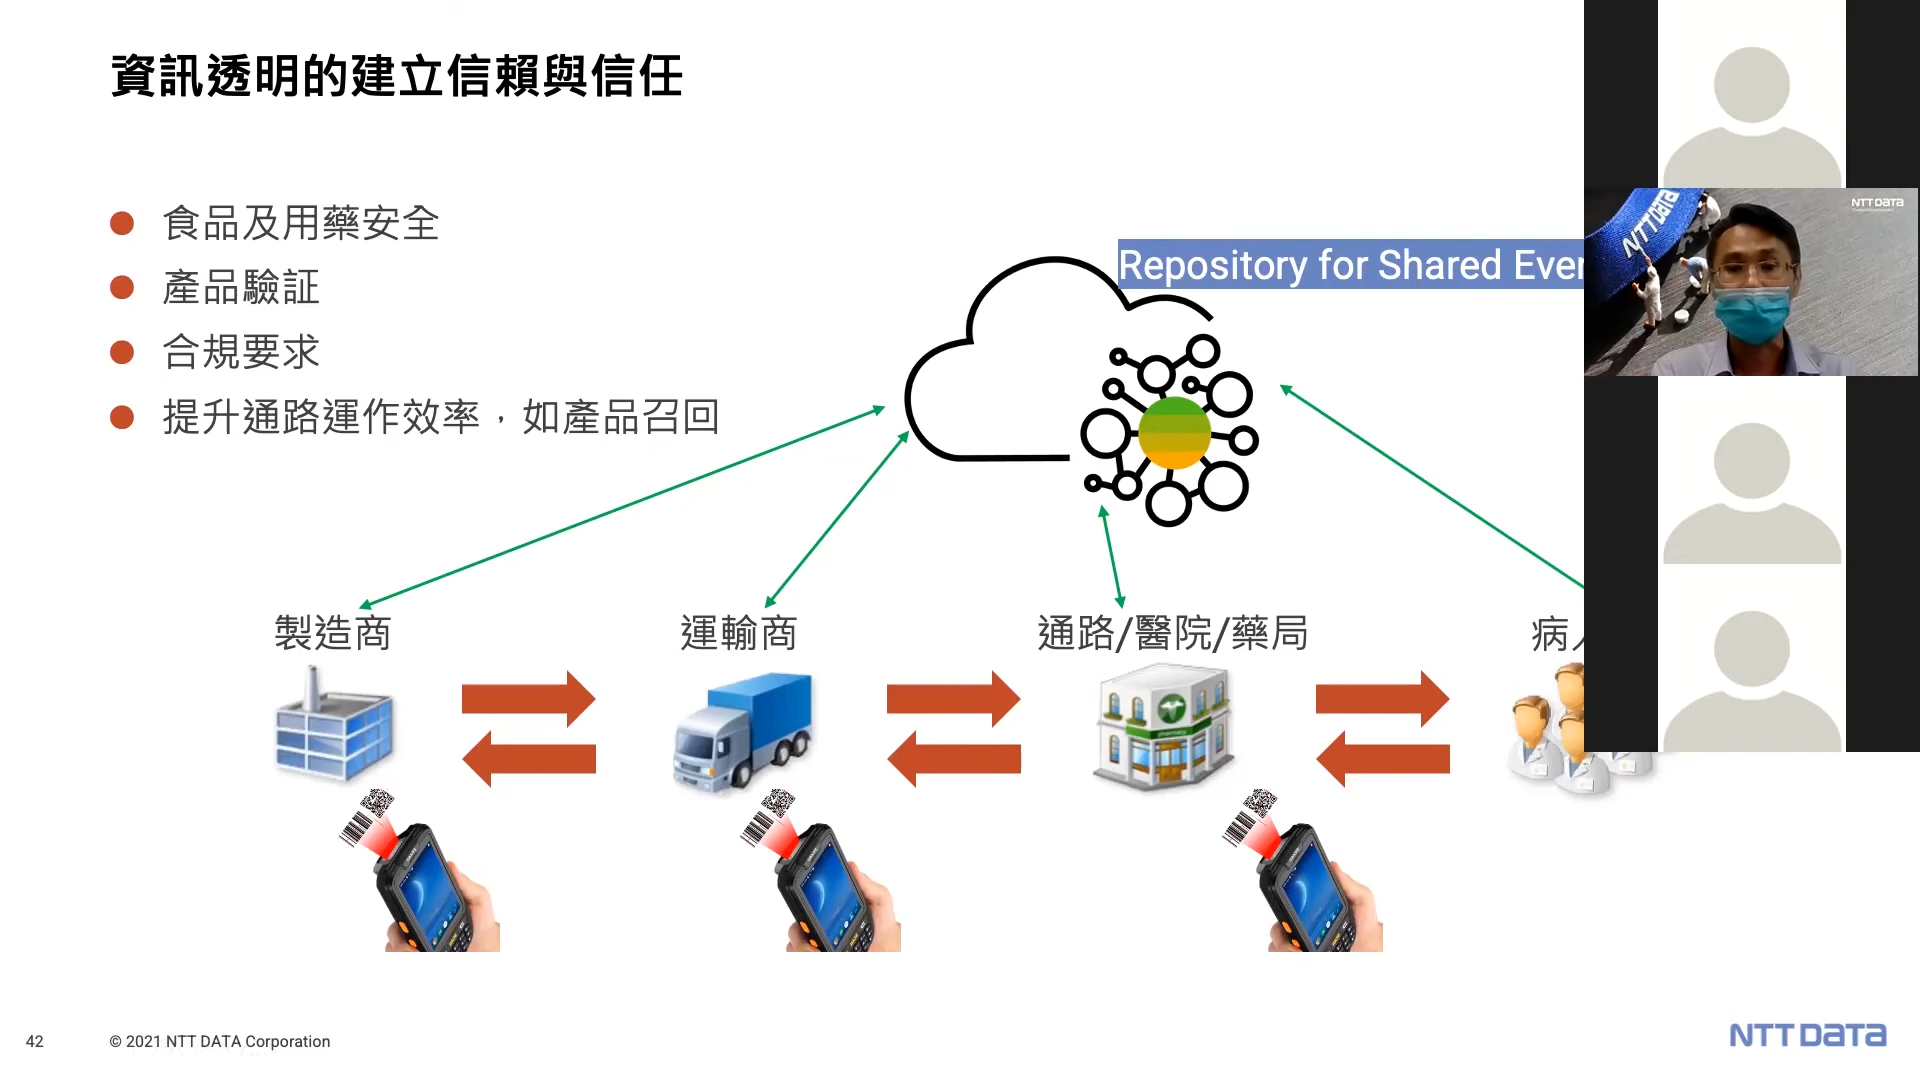 資訊透明的建立信賴與信任
食品及用藥安全
產品驗証
合規要求
提升通路運作效率，如產品召回
Repository for Shared
NTT DATA
NTT DATA
製造商
運輸商
通路/醫院/藥局
病
pharmacy
42
© 2021 NTT DATA Corporation
NTT DATA